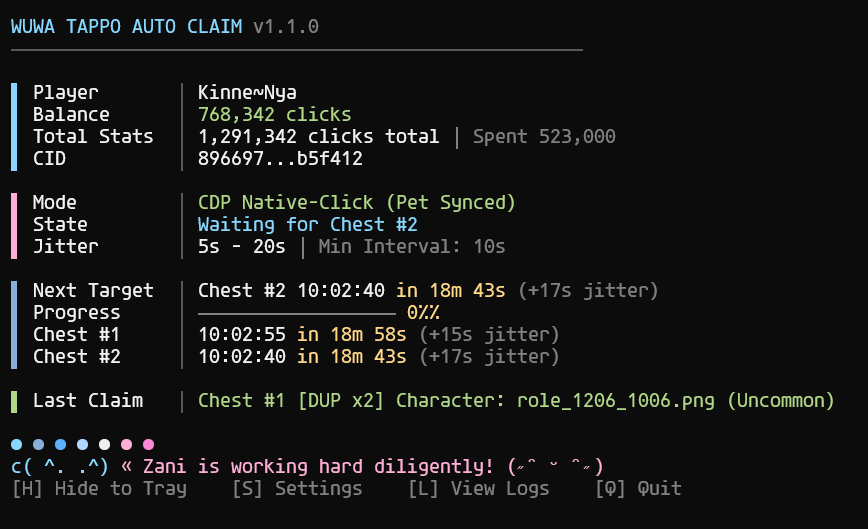 WUWA TAPPO AUTO CLAIM v1.1.0
Player Kinne~Nya
Balance 768,342 clicks
Total Stats 1,291,342 clicks total | Spent 523,000
CID 896697...b5f412
Mode CDP Native-Click (Pet Synced)
State Waiting for Chest #2
Jitter 5s - 20s | Min Interval: 10s
Next Target Chest #2 10:02:40 in 18m 43s (+17s jitter)
Progress 0%%
Chest #1 10:02:55 in 18m 58s (+15s jitter)
Chest #2 10:02:40 in 18m 43s (+17s jitter)
Last Claim Chest #1 [DUP x2] Character: role_1206_1006.png (Uncommon)
c( ^. .^) « Zani is working hard diligently! (˶ᵔ ᵕ ᵔ˶)
[H] Hide to Tray [S] Settings [L] View Logs [Q] Quit